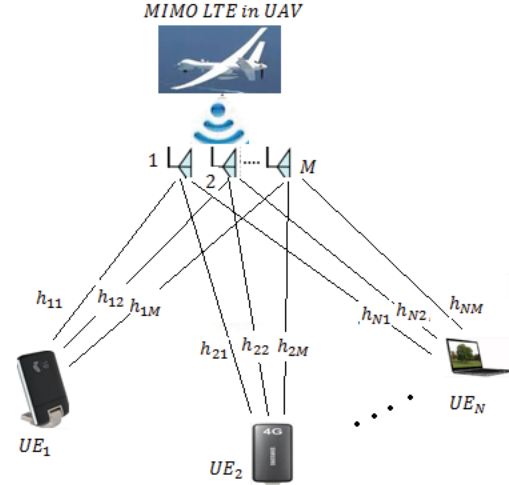 MIMO LTE in UAV
1 2 .... M
h11 h12 h1M h21 h22 h2M hN1 hN2 hNM
UE1
4G
SAMSUNG
UE2
UEN